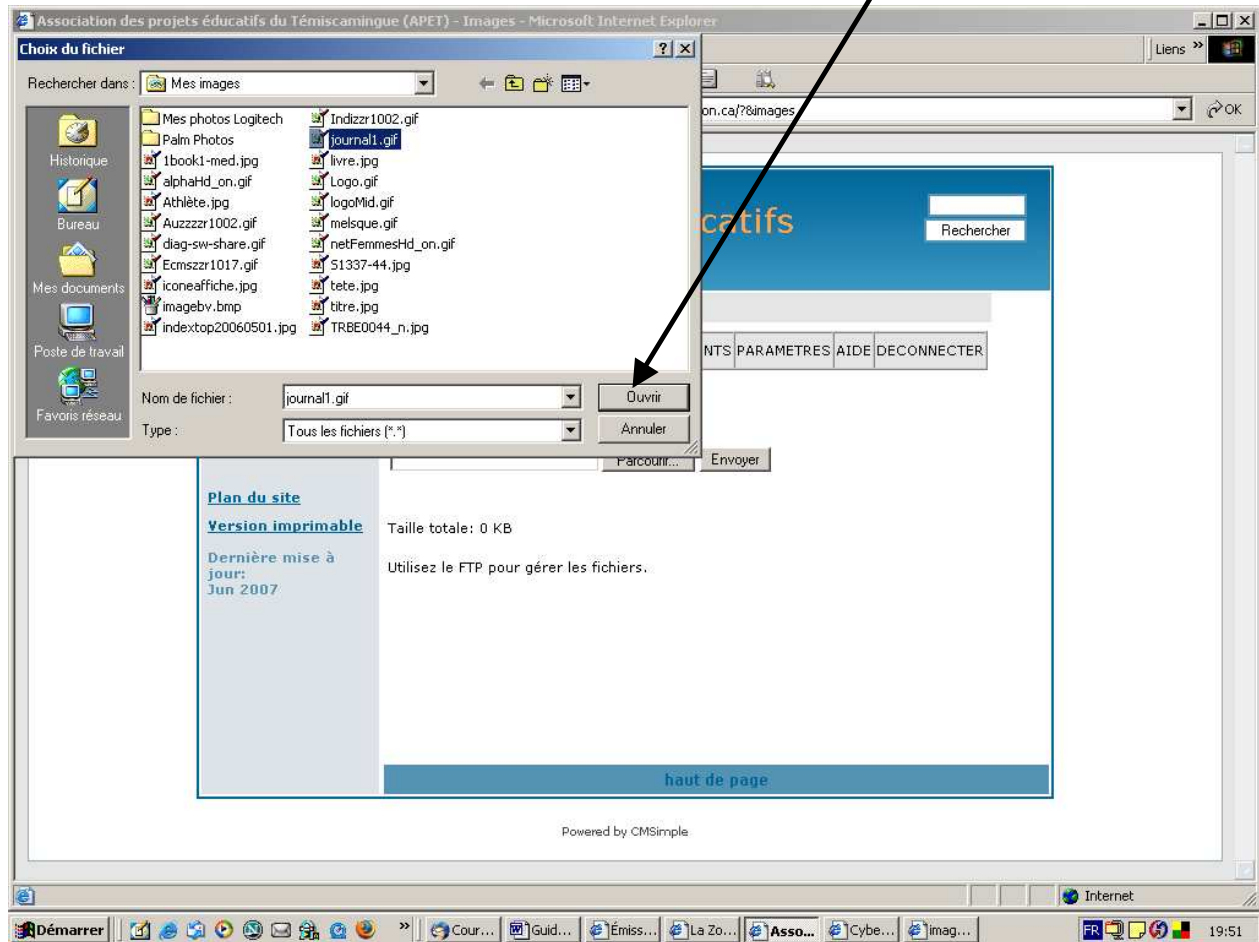 Association des projets éducatifs du Témiscamingue (APET) - Images - Microsoft Internet Explorer
Choix du fichier
Liens »
Rechercher dans : Mes images
on.ca/?&images
OK
Historique
Bureau
Mes documents
Poste de travail
Favoris réseau
Mes photos Logitech
Palm Photos
1book1-med.jpg
alphaHd_on.gif
Athlète.jpg
Auzzzzr1002.gif
diag-sw-share.gif
Ecmszzr1017.gif
iconeaffiche.jpg
imagebv.bmp
indextop20060501.jpg
Indizzr1002.gif
journal1.gif
livre.jpg
Logo.gif
logoMid.gif
melsque.gif
netFemmesHd_on.gif
S1337-44.jpg
tete.jpg
titre.jpg
TRBE0044_n.jpg
Nom de fichier : journal1.gif Ouvrir
Type : Tous les fichiers (*.*) Annuler
catifs
Rechercher
NTS PARAMETRES AIDE DECONNECTER
Parcourir... Envoyer
Plan du site
Version imprimable
Dernière mise à
jour:
Jun 2007
Taille totale: 0 KB
Utilisez le FTP pour gérer les fichiers.
haut de page
Powered by CMSimple
Internet
Démarrer » Cour... Guid... Émiss... La Zo... Asso... Cybe... imag... FR 19:51